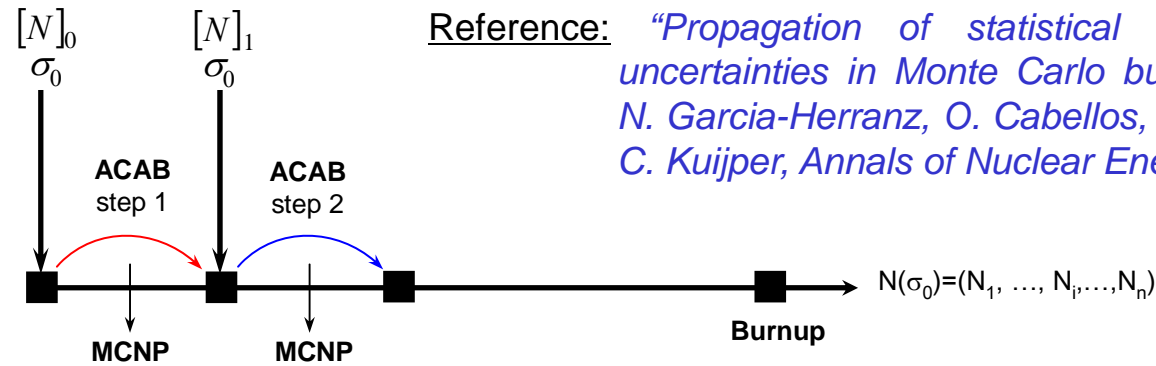 [N]₀ [N]₁
σ₀ σ₀
Reference: “Propagation of statistical
uncertainties in Monte Carlo bu
N. Garcia-Herranz, O. Cabellos,
C. Kuijper, Annals of Nuclear Ene
ACAB ACAB
step 1 step 2
N(σ₀)=(N₁, …, Nᵢ,…,Nₙ)
Burnup
MCNP MCNP